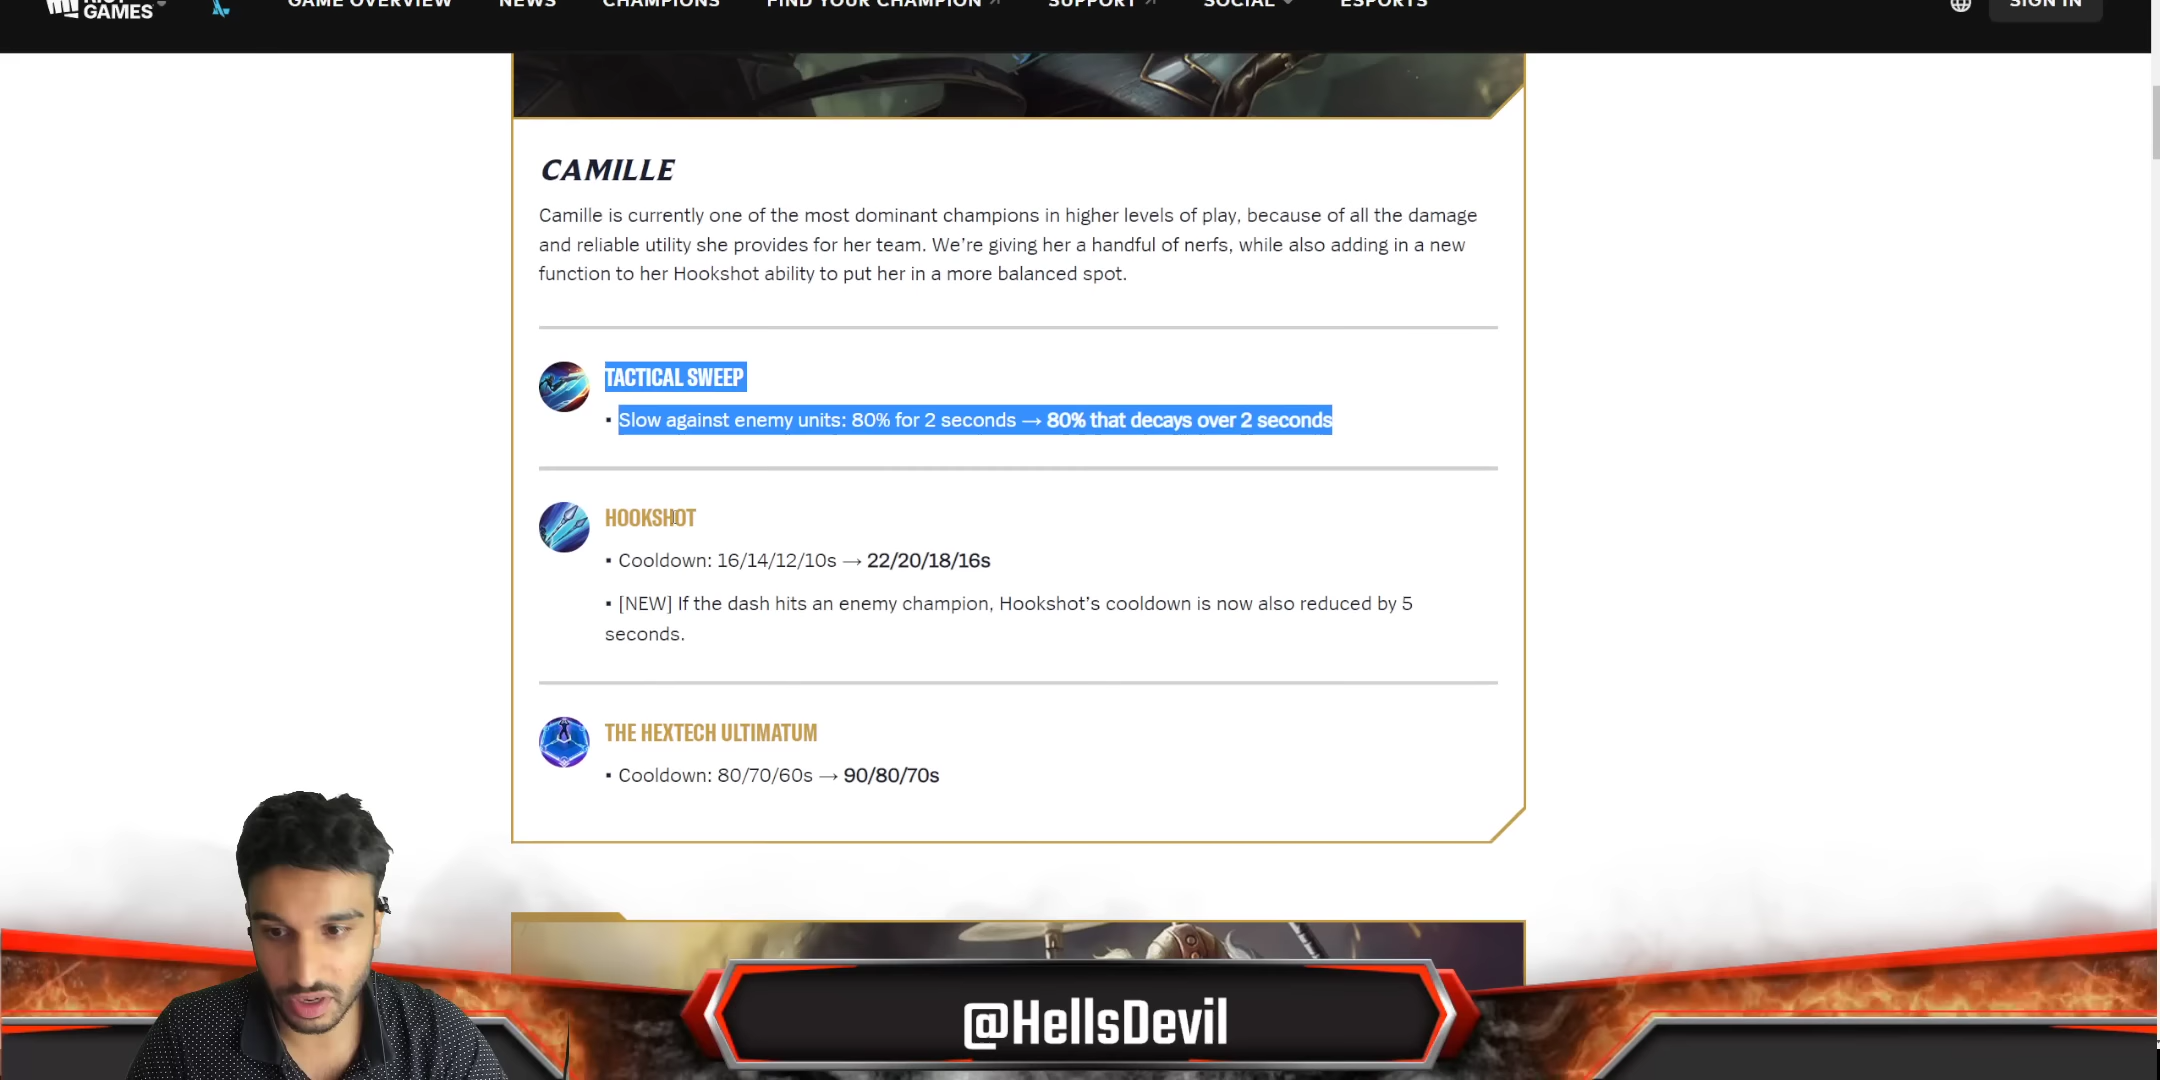 RIOT
GAMES
GAME OVERVIEW NEWS CHAMPIONS FIND YOUR CHAMPION SUPPORT SOCIAL ESPORTS SIGN IN
CAMILLE
Camille is currently one of the most dominant champions in higher levels of play, because of all the damage
and reliable utility she provides for her team. We’re giving her a handful of nerfs, while also adding in a new
function to her Hookshot ability to put her in a more balanced spot.
TACTICAL SWEEP
▪ Slow against enemy units: 80% for 2 seconds → 80% that decays over 2 seconds
HOOKSHOT
▪ Cooldown: 16/14/12/10s → 22/20/18/16s
▪ [NEW] If the dash hits an enemy champion, Hookshot’s cooldown is now also reduced by 5
seconds.
THE HEXTECH ULTIMATUM
▪ Cooldown: 80/70/60s → 90/80/70s
@HellsDevil